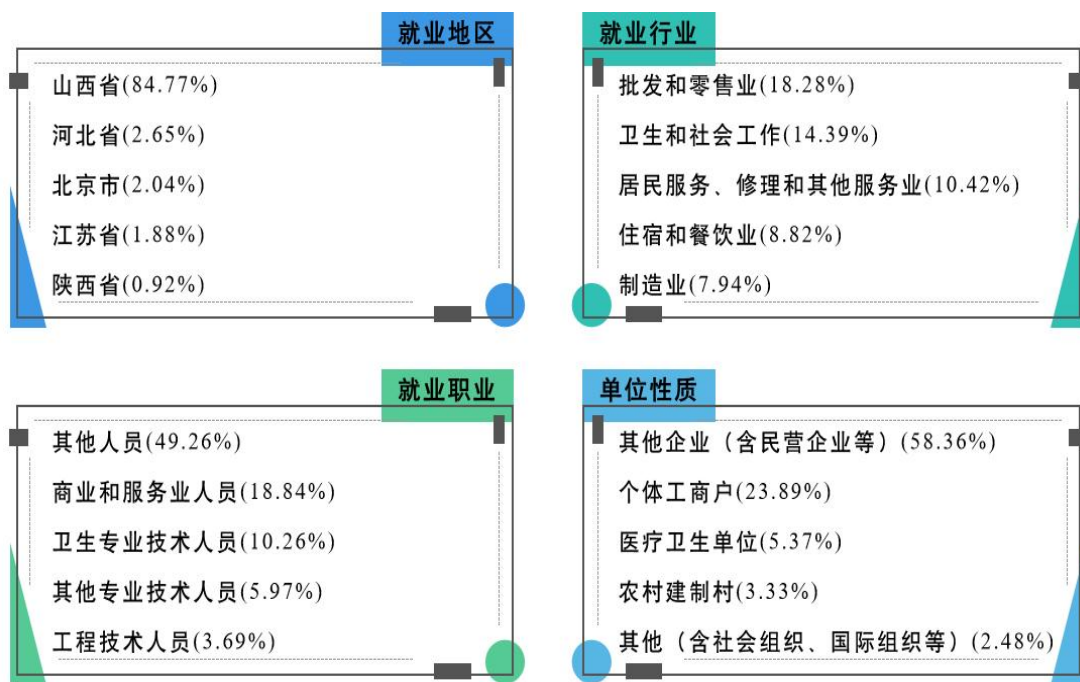 就业地区
山西省(84.77%)
河北省(2.65%)
北京市(2.04%)
江苏省(1.88%)
陕西省(0.92%)
就业行业
批发和零售业(18.28%)
卫生和社会工作(14.39%)
居民服务、修理和其他服务业(10.42%)
住宿和餐饮业(8.82%)
制造业(7.94%)
就业职业
其他人员(49.26%)
商业和服务业人员(18.84%)
卫生专业技术人员(10.26%)
其他专业技术人员(5.97%)
工程技术人员(3.69%)
单位性质
其他企业（含民营企业等）(58.36%)
个体工商户(23.89%)
医疗卫生单位(5.37%)
农村建制村(3.33%)
其他（含社会组织、国际组织等）(2.48%)